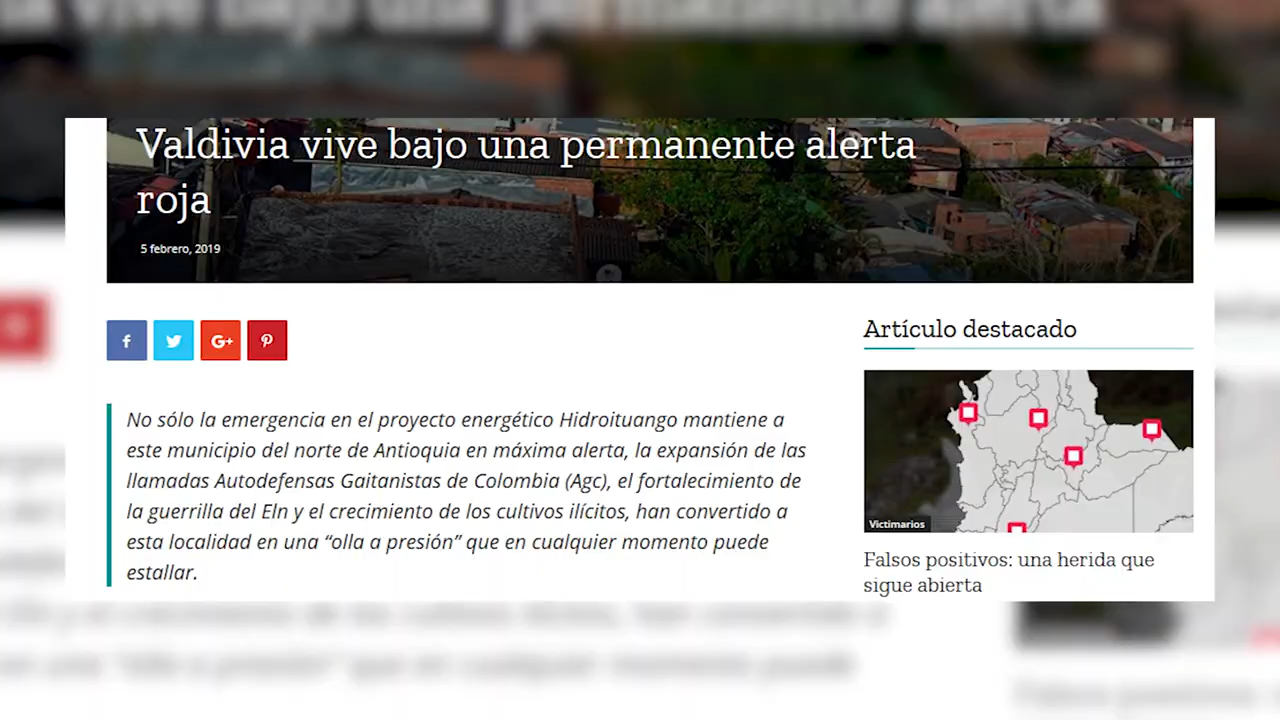 Valdivia vive bajo una permanente alerta
roja
5 febrero, 2019
f
G+
No sólo la emergencia en el proyecto energético Hidroituango mantiene a
este municipio del norte de Antioquia en máxima alerta, la expansión de las
llamadas Autodefensas Gaitanistas de Colombia (Agc), el fortalecimiento de
la guerrilla del Eln y el crecimiento de los cultivos ilícitos, han convertido a
esta localidad en una “olla a presión” que en cualquier momento puede
estallar.
Artículo destacado
Victimarios
Falsos positivos: una herida que
sigue abierta